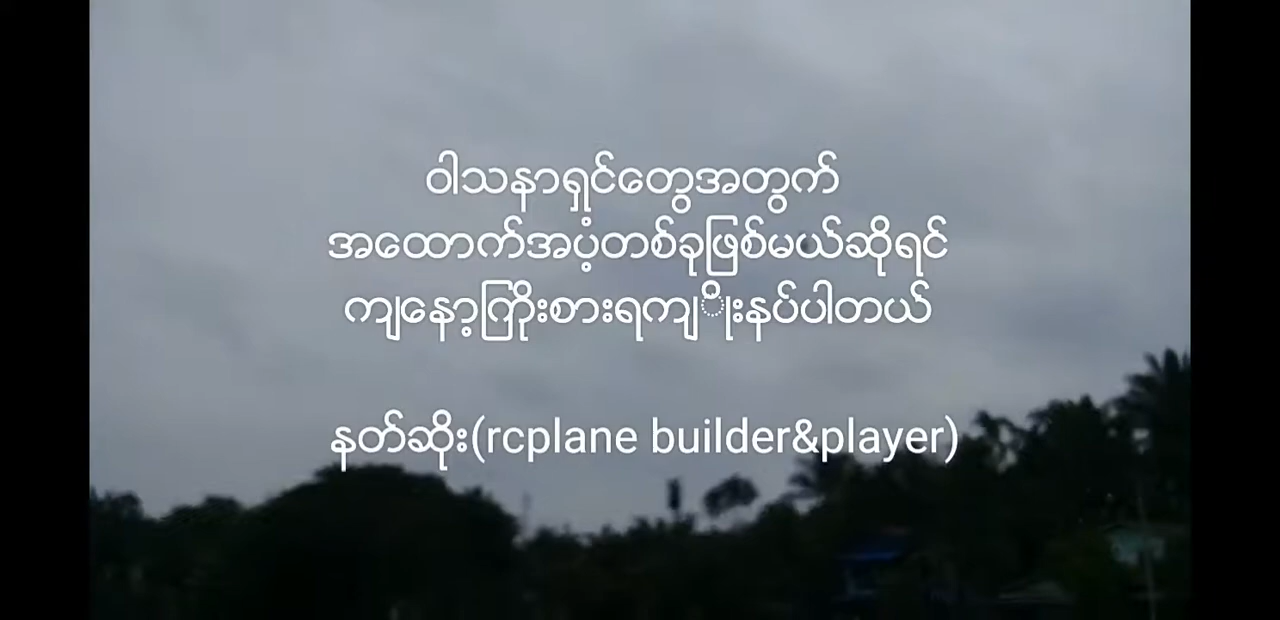 ဝါသနာရှင်တွေအတွက်
အထောက်အပံ့တစ်ခုဖြစ်မယ်ဆိုရင်
ကျနော့ကြိုးစားရကျိုးနပ်ပါတယ်
နတ်ဆိုး(rcplane builder&player)